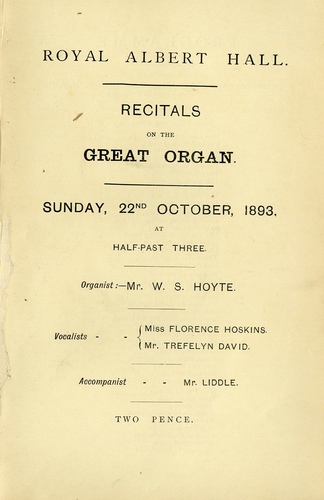 ROYAL ALBERT HALL.
RECITALS
ON THE
GREAT ORGAN.
SUNDAY, 22ND OCTOBER, 1893,
AT
HALF-PAST THREE.
Organist:—Mr. W. S. HOYTE.
Vocalists - - { Miss FLORENCE HOSKINS.
Mr. TREFELYN DAVID.
Accompanist - - Mr. LIDDLE.
TWO PENCE.